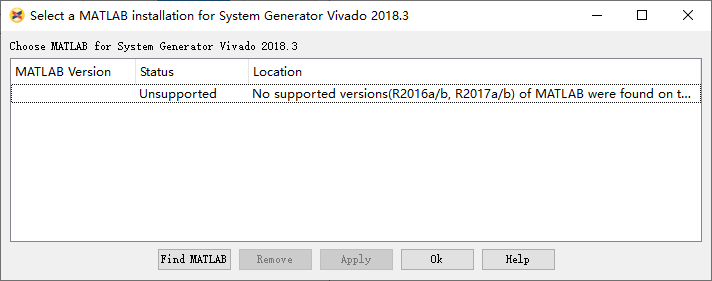 Select a MATLAB installation for System Generator Vivado 2018.3
Choose MATLAB for System Generator Vivado 2018.3
MATLAB Version Status Location
Unsupported No supported versions(R2016a/b, R2017a/b) of MATLAB were found on t...
Find MATLAB Remove Apply Ok Help